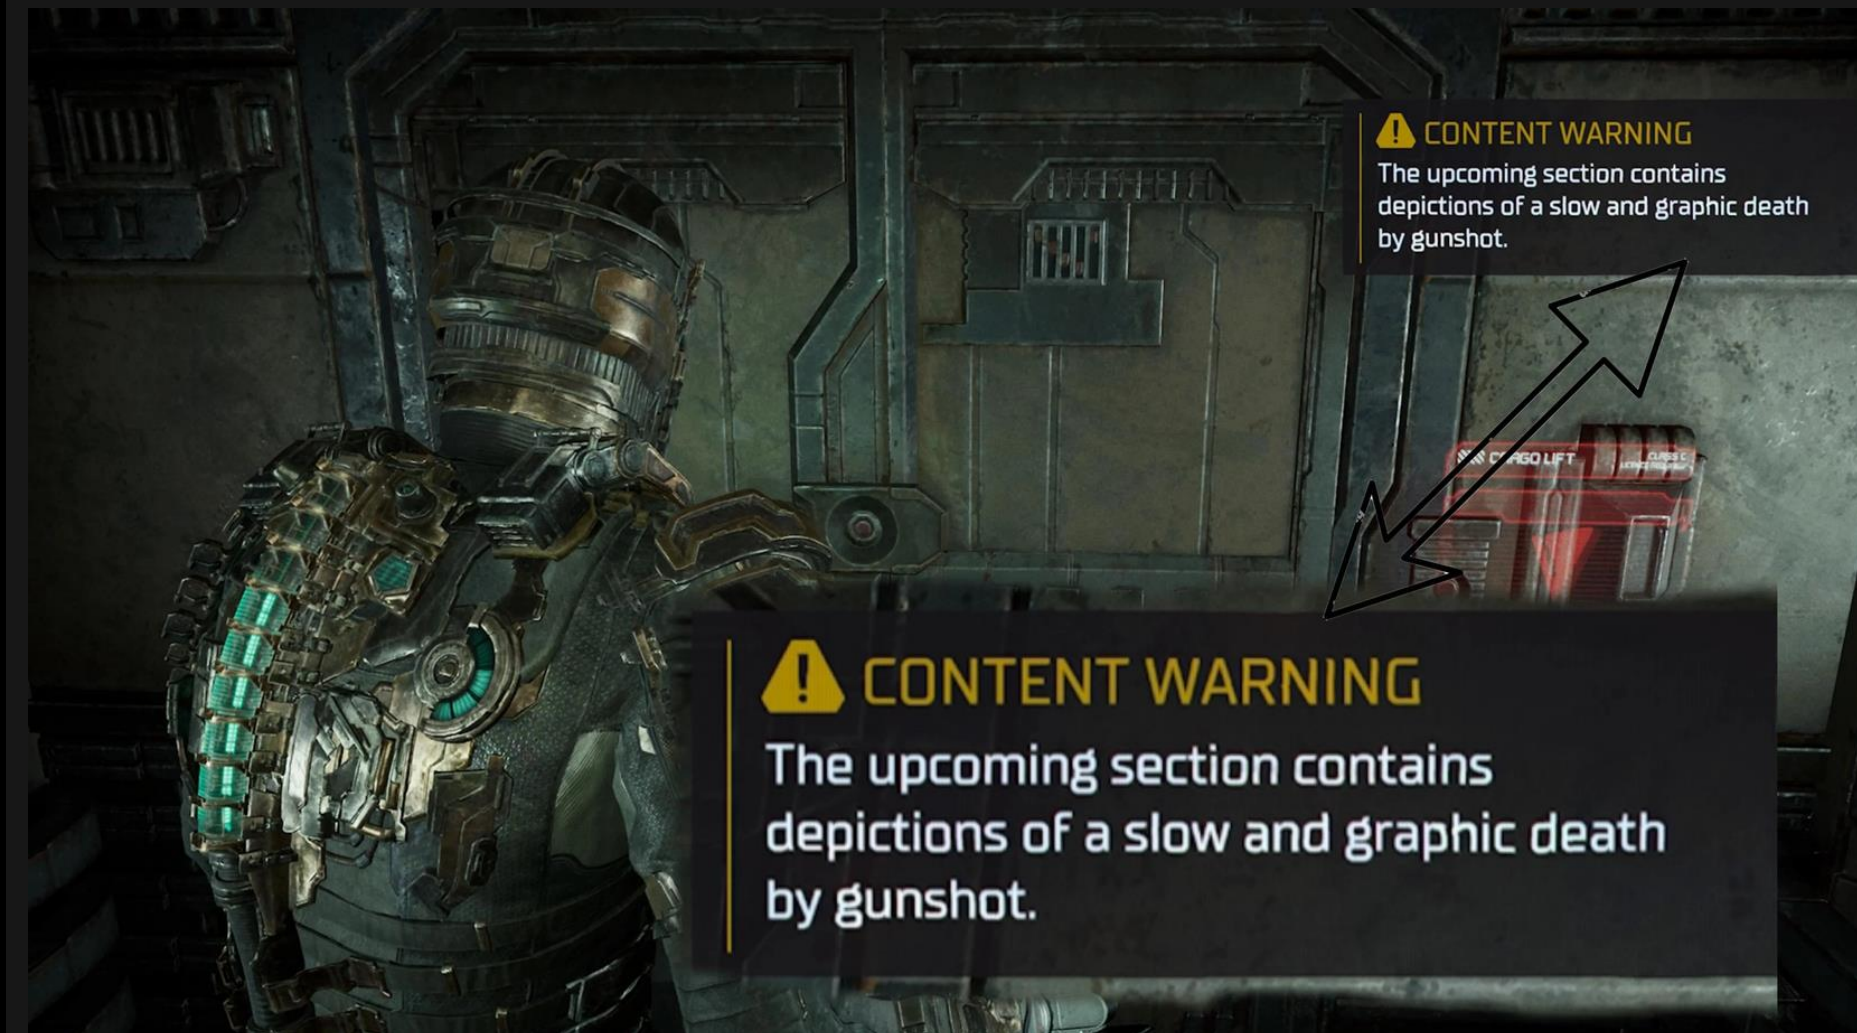 CONTENT WARNING
The upcoming section contains
depictions of a slow and graphic death
by gunshot.
CARGO LIFT
CLASS C
CONTENT WARNING
The upcoming section contains
depictions of a slow and graphic death
by gunshot.